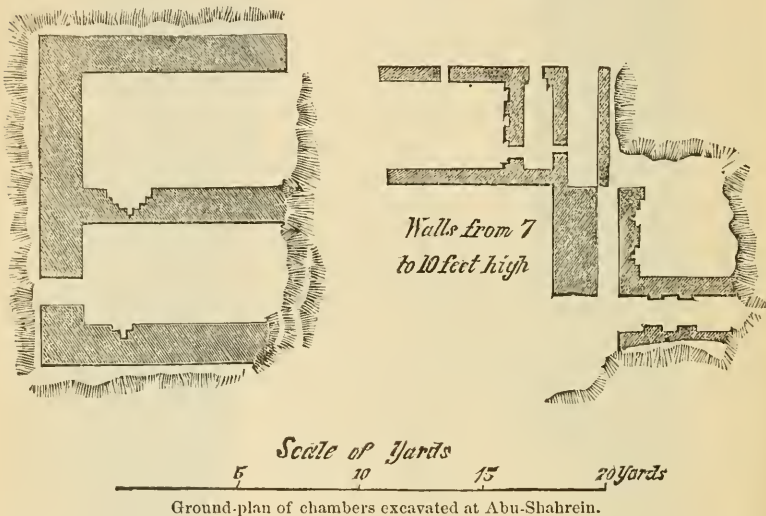 Walls from 7
to 10 feet high
Scale of Yards
5 10 15 20 Yards
Ground-plan of chambers excavated at Abu-Shahrein.